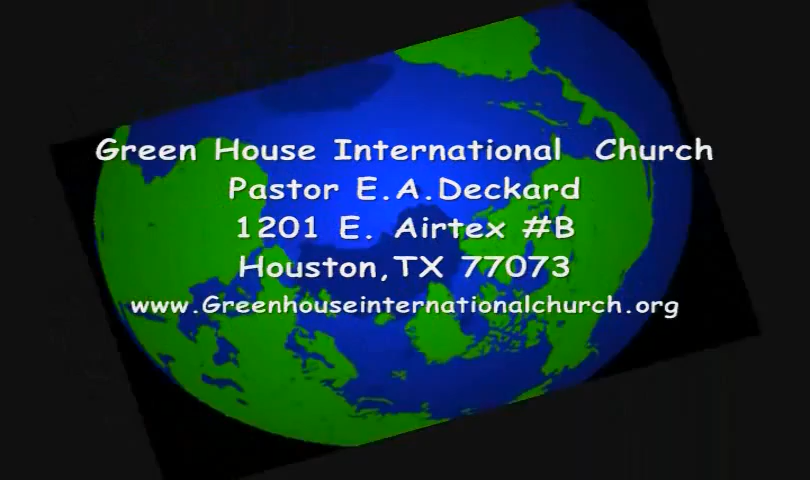 Green House International Church
Pastor E.A.Deckard
1201 E. Airtex #B
Houston,TX 77073
www.Greenhouseinternationalchurch.org